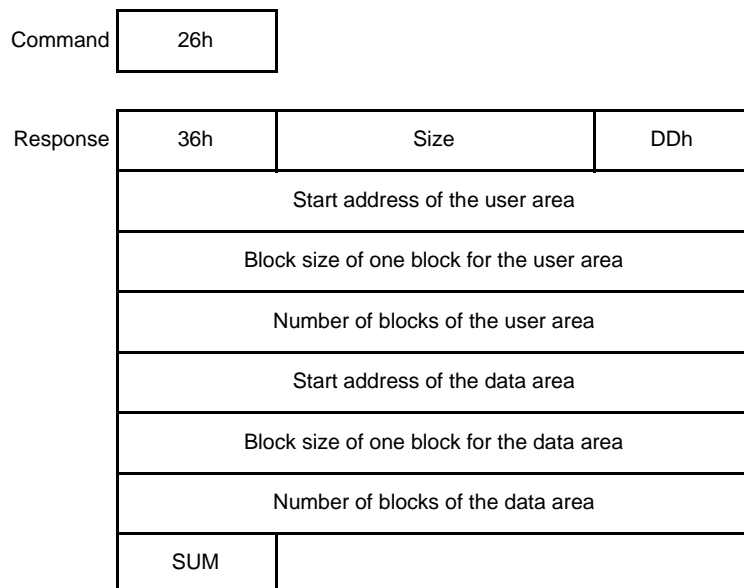 Command 26h
Response 36h Size DDh
Start address of the user area
Block size of one block for the user area
Number of blocks of the user area
Start address of the data area
Block size of one block for the data area
Number of blocks of the data area
SUM